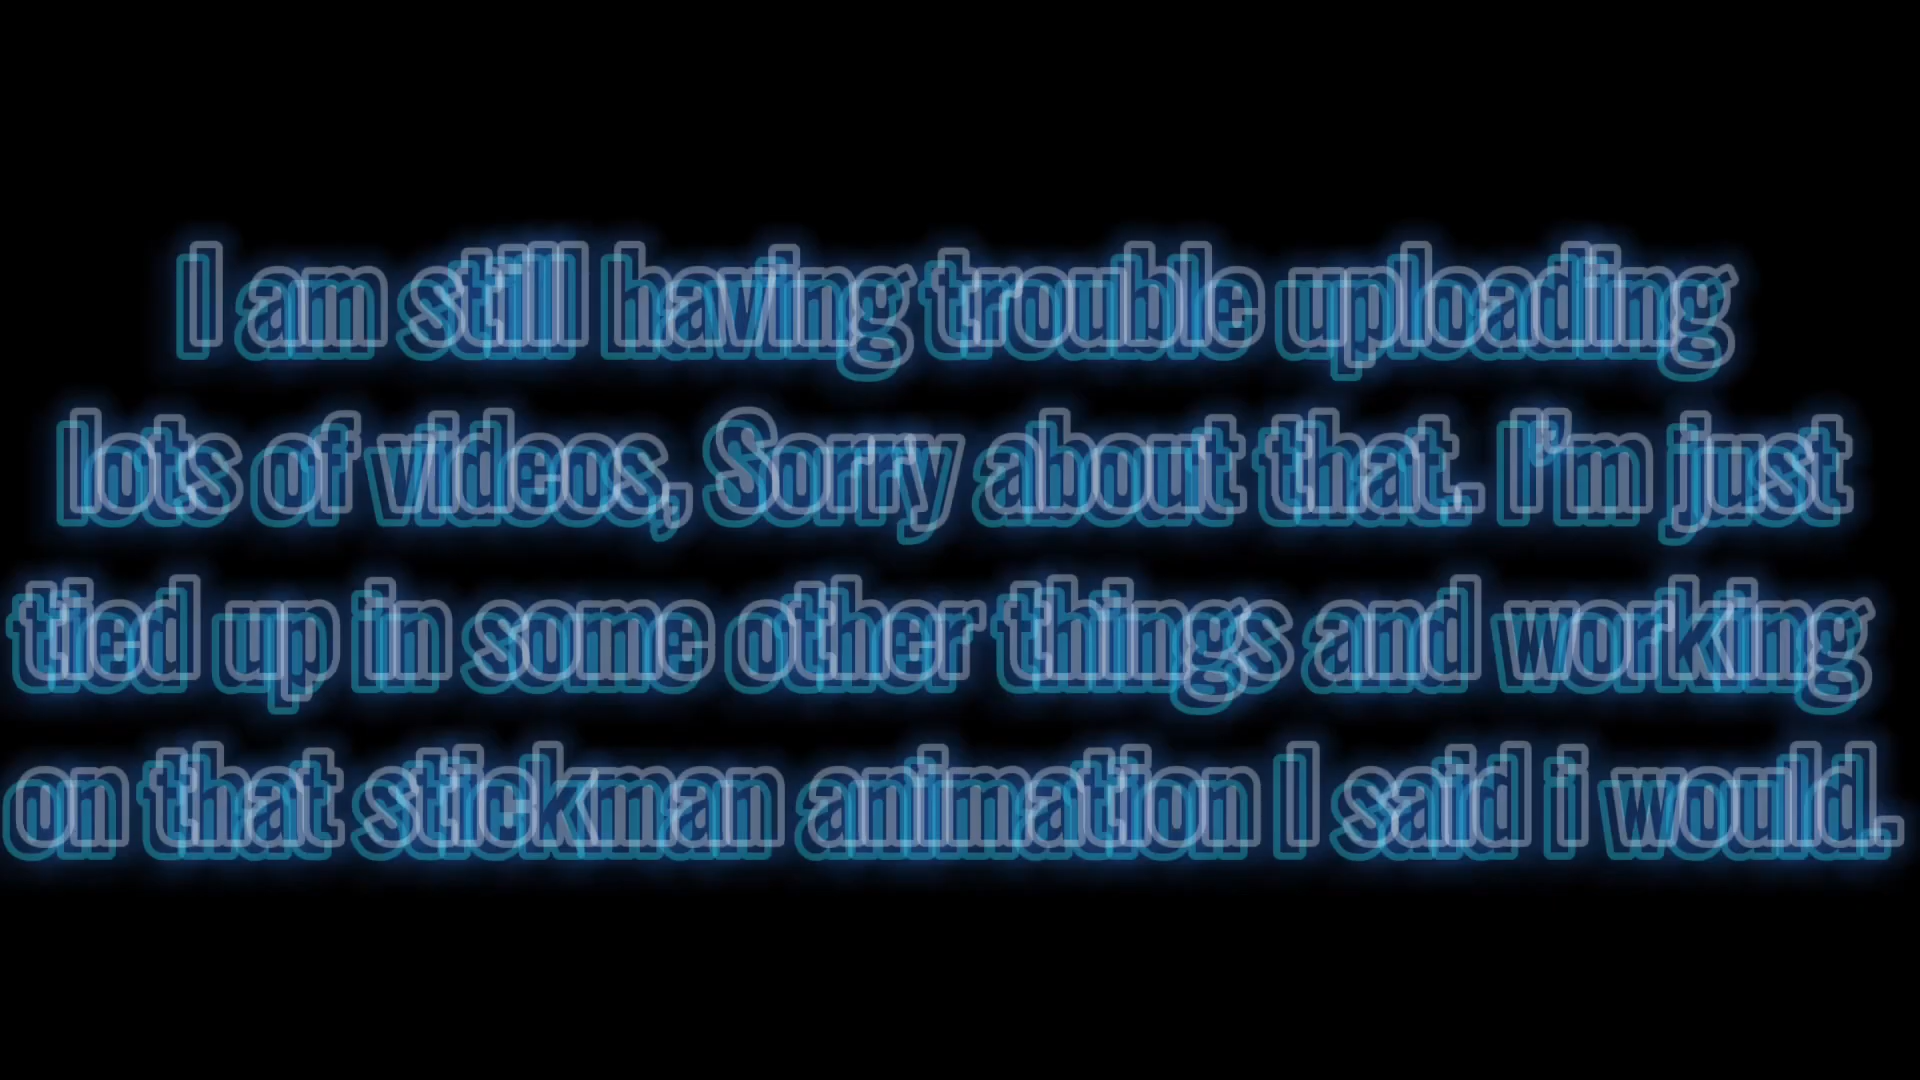 I am still having trouble uploading
lots of videos, Sorry about that. I'm just
tied up in some other things and working
on that stickman animation I said i would.